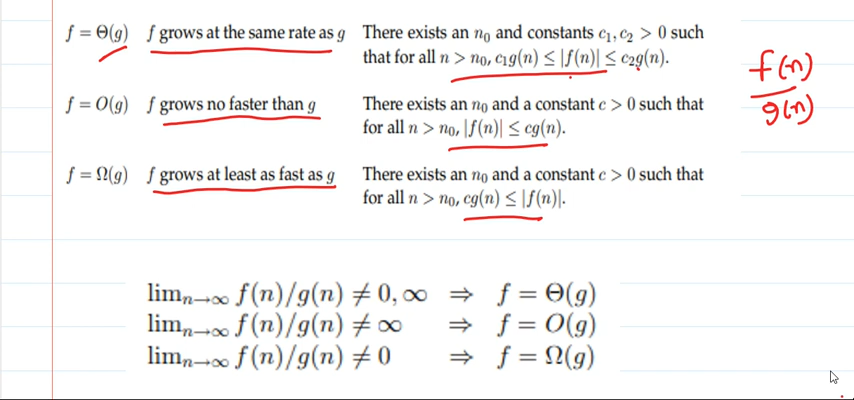 f = Θ(g) f grows at the same rate as g There exists an n₀ and constants c₁, c₂ > 0 such
that for all n > n₀, c₁g(n) ≤ |f(n)| ≤ c₂g(n).
f(n)
g(n)
f = O(g) f grows no faster than g There exists an n₀ and a constant c > 0 such that
for all n > n₀, |f(n)| ≤ cg(n).
f = Ω(g) f grows at least as fast as g There exists an n₀ and a constant c > 0 such that
for all n > n₀, cg(n) ≤ |f(n)|.
limₙ→∞ f(n)/g(n) ≠ 0, ∞ ⇒ f = Θ(g)
limₙ→∞ f(n)/g(n) ≠ ∞ ⇒ f = O(g)
limₙ→∞ f(n)/g(n) ≠ 0 ⇒ f = Ω(g)